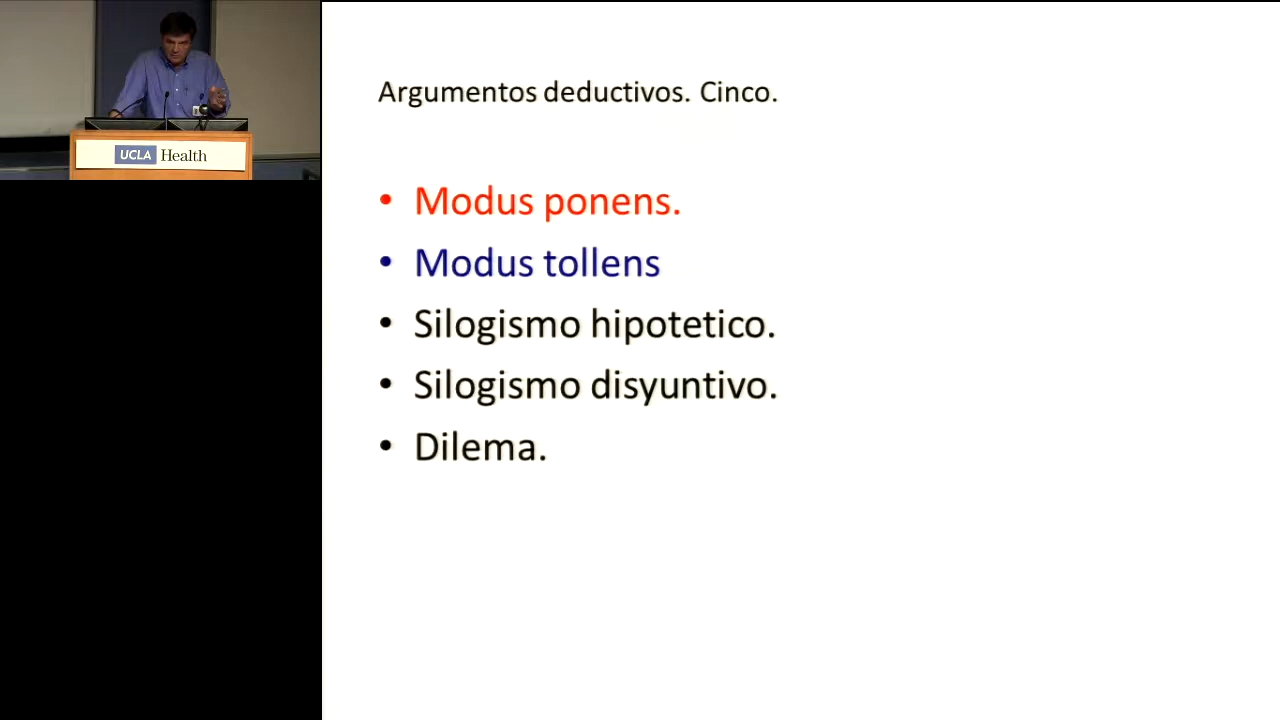 UCLA Health
Argumentos deductivos. Cinco.
• Modus ponens.
• Modus tollens
• Silogismo hipotetico.
• Silogismo disyuntivo.
• Dilema.